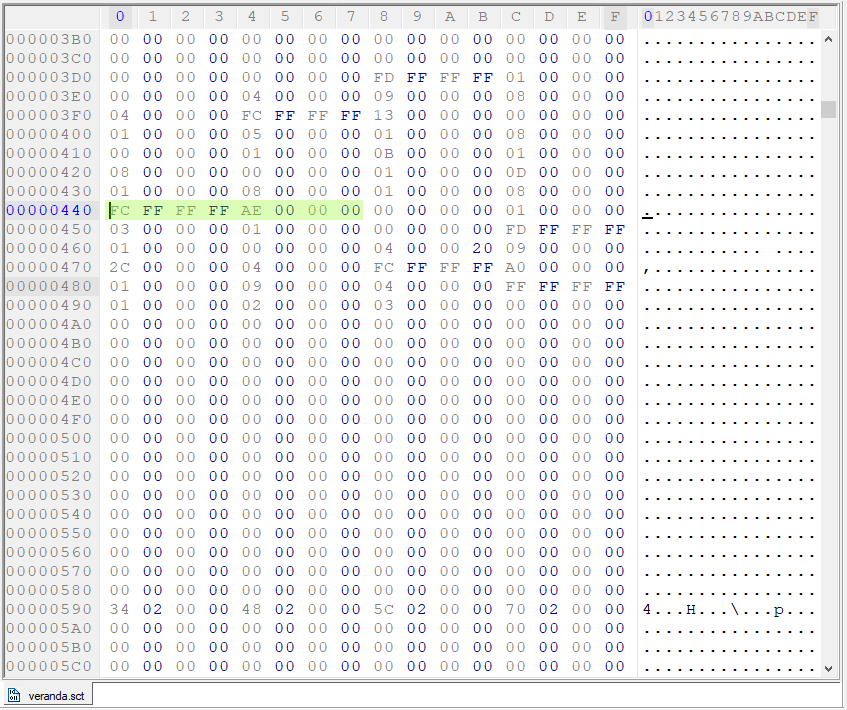 0 1 2 3 4 5 6 7 8 9 A B C D E F 0123456789ABCDEF
000003B0 00 00 00 00 00 00 00 00 00 00 00 00 00 00 00 00 ................
000003C0 00 00 00 00 00 00 00 00 00 00 00 00 00 00 00 00 ................
000003D0 00 00 00 00 00 00 00 00 FD FF FF FF 01 00 00 00 ................
000003E0 00 00 00 00 04 00 00 00 09 00 00 00 08 00 00 00 ................
000003F0 04 00 00 00 FC FF FF FF 13 00 00 00 00 00 00 00 ................
00000400 01 00 00 00 05 00 00 00 01 00 00 00 08 00 00 00 ................
00000410 00 00 00 00 01 00 00 00 0B 00 00 00 01 00 00 00 ................
00000420 08 00 00 00 00 00 00 00 01 00 00 00 0D 00 00 00 ................
00000430 01 00 00 00 08 00 00 00 01 00 00 00 08 00 00 00 ................
00000440 FC FF FF FF AE 00 00 00 00 00 00 00 01 00 00 00 ................
00000450 03 00 00 00 01 00 00 00 00 00 00 00 FD FF FF FF ................
00000460 01 00 00 00 00 00 00 00 04 00 00 20 09 00 00 00 ........... ....
00000470 2C 00 00 00 04 00 00 00 FC FF FF FF A0 00 00 00 ,...............
00000480 01 00 00 00 09 00 00 00 04 00 00 00 FF FF FF FF ................
00000490 01 00 00 00 02 00 00 00 03 00 00 00 00 00 00 00 ................
000004A0 00 00 00 00 00 00 00 00 00 00 00 00 00 00 00 00 ................
000004B0 00 00 00 00 00 00 00 00 00 00 00 00 00 00 00 00 ................
000004C0 00 00 00 00 00 00 00 00 00 00 00 00 00 00 00 00 ................
000004D0 00 00 00 00 00 00 00 00 00 00 00 00 00 00 00 00 ................
000004E0 00 00 00 00 00 00 00 00 00 00 00 00 00 00 00 00 ................
000004F0 00 00 00 00 00 00 00 00 00 00 00 00 00 00 00 00 ................
00000500 00 00 00 00 00 00 00 00 00 00 00 00 00 00 00 00 ................
00000510 00 00 00 00 00 00 00 00 00 00 00 00 00 00 00 00 ................
00000520 00 00 00 00 00 00 00 00 00 00 00 00 00 00 00 00 ................
00000530 00 00 00 00 00 00 00 00 00 00 00 00 00 00 00 00 ................
00000540 00 00 00 00 00 00 00 00 00 00 00 00 00 00 00 00 ................
00000550 00 00 00 00 00 00 00 00 00 00 00 00 00 00 00 00 ................
00000560 00 00 00 00 00 00 00 00 00 00 00 00 00 00 00 00 ................
00000570 00 00 00 00 00 00 00 00 00 00 00 00 00 00 00 00 ................
00000580 00 00 00 00 00 00 00 00 00 00 00 00 00 00 00 00 ................
00000590 34 02 00 00 48 02 00 00 5C 02 00 00 70 02 00 00 4...H...\...p...
000005A0 00 00 00 00 00 00 00 00 00 00 00 00 00 00 00 00 ................
000005B0 00 00 00 00 00 00 00 00 00 00 00 00 00 00 00 00 ................
000005C0 00 00 00 00 00 00 00 00 00 00 00 00 00 00 00 00 ................
veranda.sct